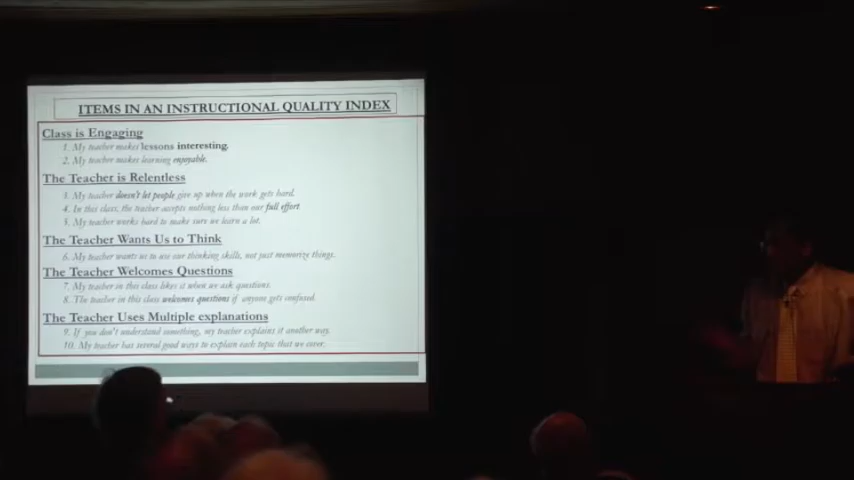 ITEMS IN AN INSTRUCTIONAL QUALITY INDEX
Class is Engaging
1. My teacher makes lessons interesting.
2. My teacher makes learning enjoyable.
The Teacher is Relentless
3. My teacher doesn't let people give up when the work gets hard.
4. In this class, the teacher accepts nothing less than our full effort.
5. My teacher works hard to make sure we learn a lot.
The Teacher Wants Us to Think
6. My teacher wants us to use our thinking skills, not just memorize things.
The Teacher Welcomes Questions
7. My teacher in this class likes it when we ask questions.
8. The teacher in this class welcomes questions if anyone gets confused.
The Teacher Uses Multiple explanations
9. If you don't understand something, my teacher explains it another way.
10. My teacher has several good ways to explain each topic that we cover.